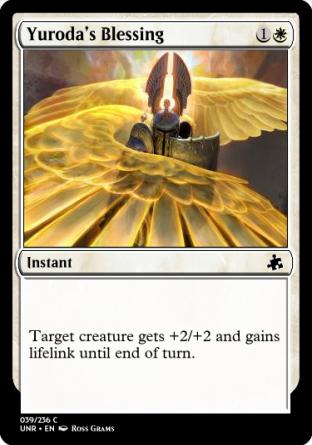 Yuroda's Blessing 1
Instant
Target creature gets +2/+2 and gains
lifelink until end of turn.
039/236 C
UNR • EN Ross Grams